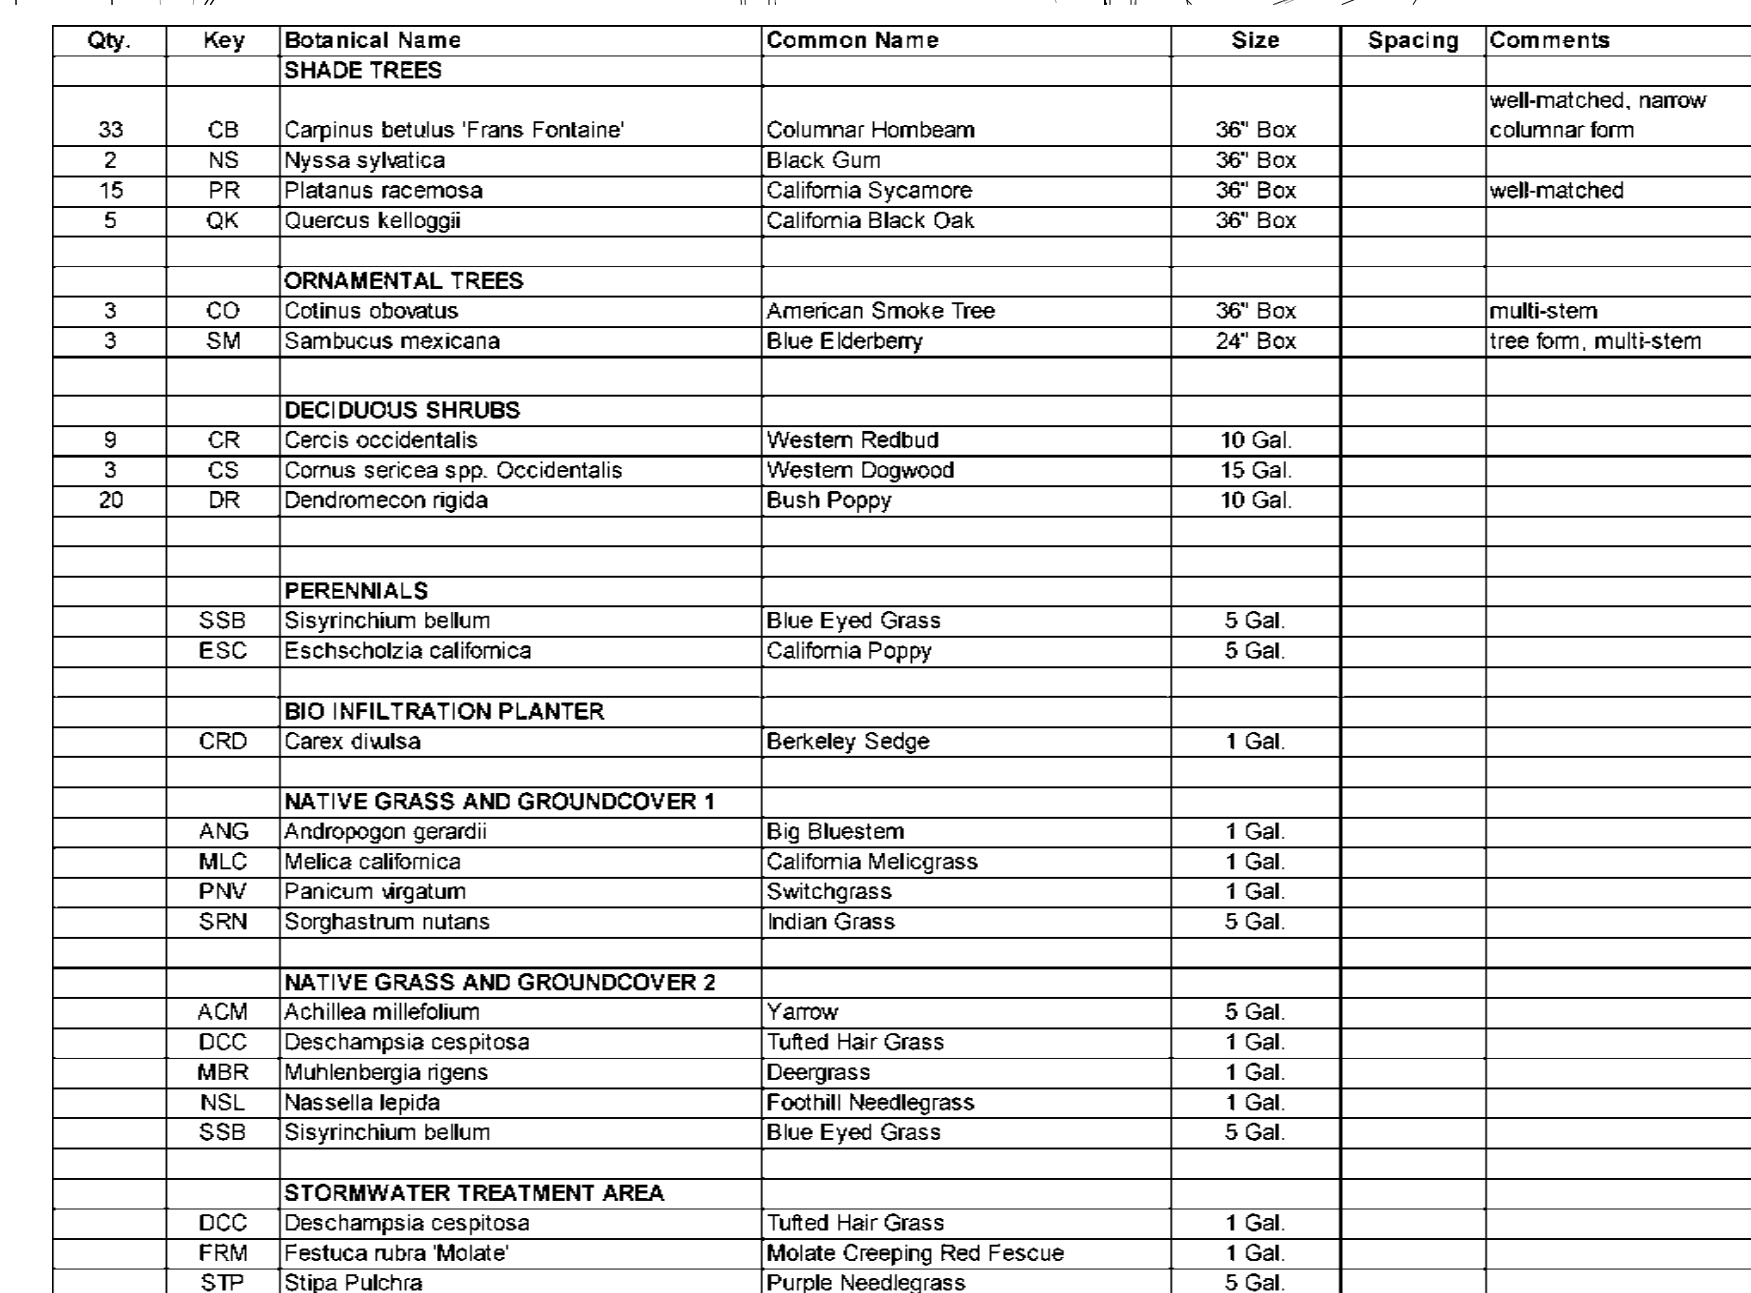 Qty. Key Botanical Name Common Name Size Spacing Comments
SHADE TREES
well-matched, narrow
33 CB Carpinus betulus 'Frans Fontaine' Columnar Hornbeam 36" Box columnar form
2 NS Nyssa sylvatica Black Gum 36" Box
15 PR Platanus racemosa California Sycamore 36" Box well-matched
5 QK Quercus kelloggii California Black Oak 36" Box
ORNAMENTAL TREES
3 CO Cotinus obovatus American Smoke Tree 36" Box multi-stem
3 SM Sambucus mexicana Blue Elderberry 24" Box tree form, multi-stem
DECIDUOUS SHRUBS
9 CR Cercis occidentalis Western Redbud 10 Gal.
3 CS Cornus sericea spp. Occidentalis Western Dogwood 15 Gal.
20 DR Dendromecon rigida Bush Poppy 10 Gal.
PERENNIALS
SSB Sisyrinchium bellum Blue Eyed Grass 5 Gal.
ESC Eschscholzia californica California Poppy 5 Gal.
BIO INFILTRATION PLANTER
CRD Carex divulsa Berkeley Sedge 1 Gal.
NATIVE GRASS AND GROUNDCOVER 1
ANG Andropogon gerardii Big Bluestem 1 Gal.
MLC Melica californica California Melicgrass 1 Gal.
PNV Panicum virgatum Switchgrass 1 Gal.
SRN Sorghastrum nutans Indian Grass 5 Gal.
NATIVE GRASS AND GROUNDCOVER 2
ACM Achillea millefolium Yarrow 5 Gal.
DCC Deschampsia cespitosa Tufted Hair Grass 1 Gal.
MBR Muhlenbergia rigens Deergrass 1 Gal.
NSL Nassella lepida Foothill Needlegrass 1 Gal.
SSB Sisyrinchium bellum Blue Eyed Grass 5 Gal.
STORMWATER TREATMENT AREA
DCC Deschampsia cespitosa Tufted Hair Grass 1 Gal.
FRM Festuca rubra 'Molate' Molate Creeping Red Fescue 1 Gal.
STP Stipa Pulchra Purple Needlegrass 5 Gal.